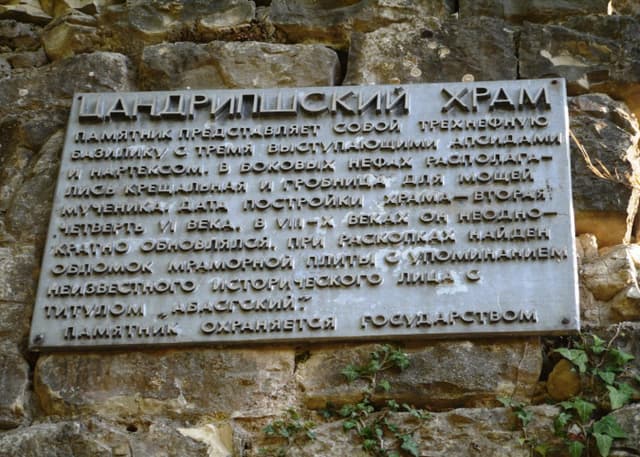 ЦАНДРИПШСКИЙ ХРАМ
ПАМЯТНИК ПРЕДСТАВЛЯЕТ СОБОЙ ТРЕХНЕФНУЮ
БАЗИЛИКУ С ТРЕМЯ ВЫСТУПАЮЩИМИ АПСИДАМИ
И НАРТЕКСОМ. В БОКОВЫХ НЕФАХ РАСПОЛАГА-
ЛИСЬ КРЕЩАЛЬНАЯ И ГРОБНИЦА ДЛЯ МОЩЕЙ
МУЧЕНИКА. ДАТА ПОСТРОЙКИ ХРАМА—ВТОРАЯ
ЧЕТВЕРТЬ VI ВЕКА. В VIII-X ВЕКАХ ОН НЕОДНО-
КРАТНО ОБНОВЛЯЛСЯ. ПРИ РАСКОПКАХ НАЙДЕН
ОБЛОМОК МРАМОРНОЙ ПЛИТЫ С УПОМИНАНИЕМ
НЕИЗВЕСТНОГО ИСТОРИЧЕСКОГО ЛИЦА С
ТИТУЛОМ „АБАСГСКИЙ".
ПАМЯТНИК ОХРАНЯЕТСЯ ГОСУДАРСТВОМ